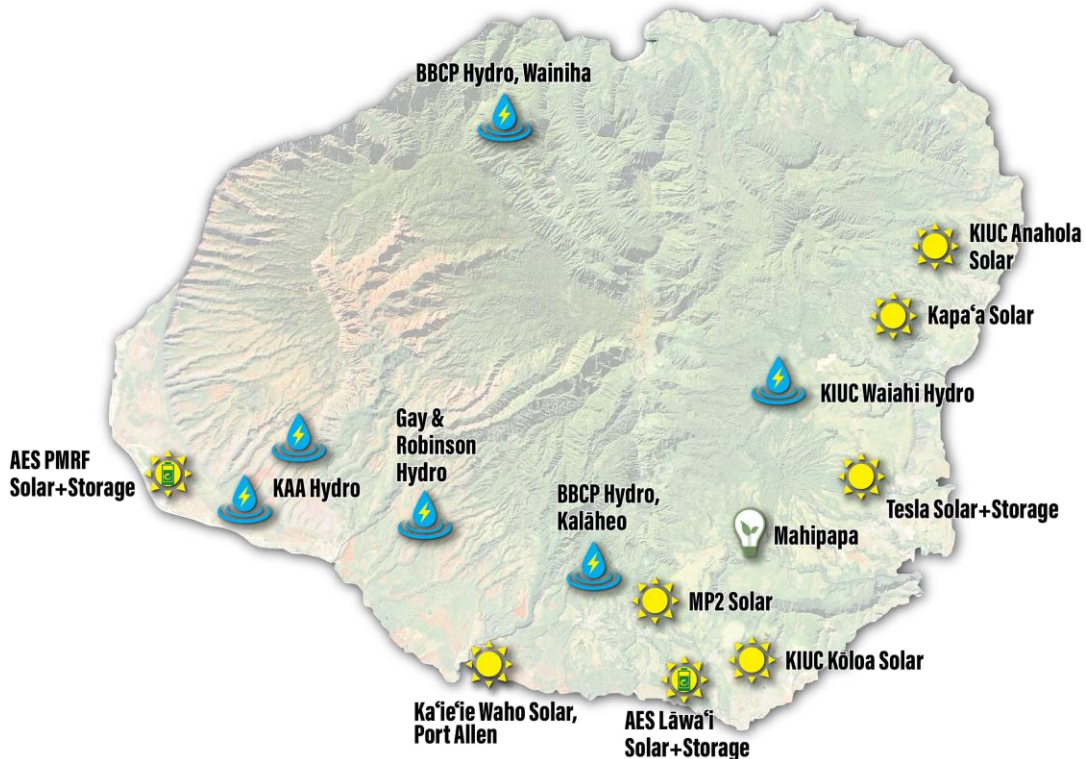 BBCP Hydro, Wainiha
KIUC Anahola
Solar
Kapaʻa Solar
KIUC Waiahi Hydro
Gay &
Robinson
Hydro
AES PMRF
Solar+Storage
KAA Hydro
BBCP Hydro,
Kalāheo
Tesla Solar+Storage
Mahipapa
MP2 Solar
KIUC Kōloa Solar
Kaʻieʻie Waho Solar,
Port Allen
AES Lāwaʻi
Solar+Storage